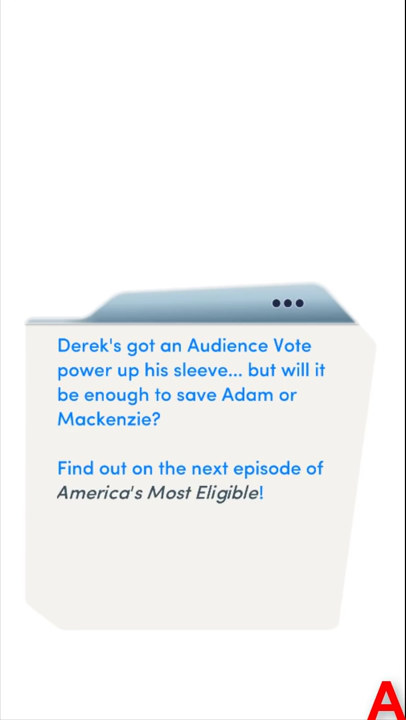 Derek's got an Audience Vote
power up his sleeve... but will it
be enough to save Adam or
Mackenzie?
Find out on the next episode of
America's Most Eligible!
A